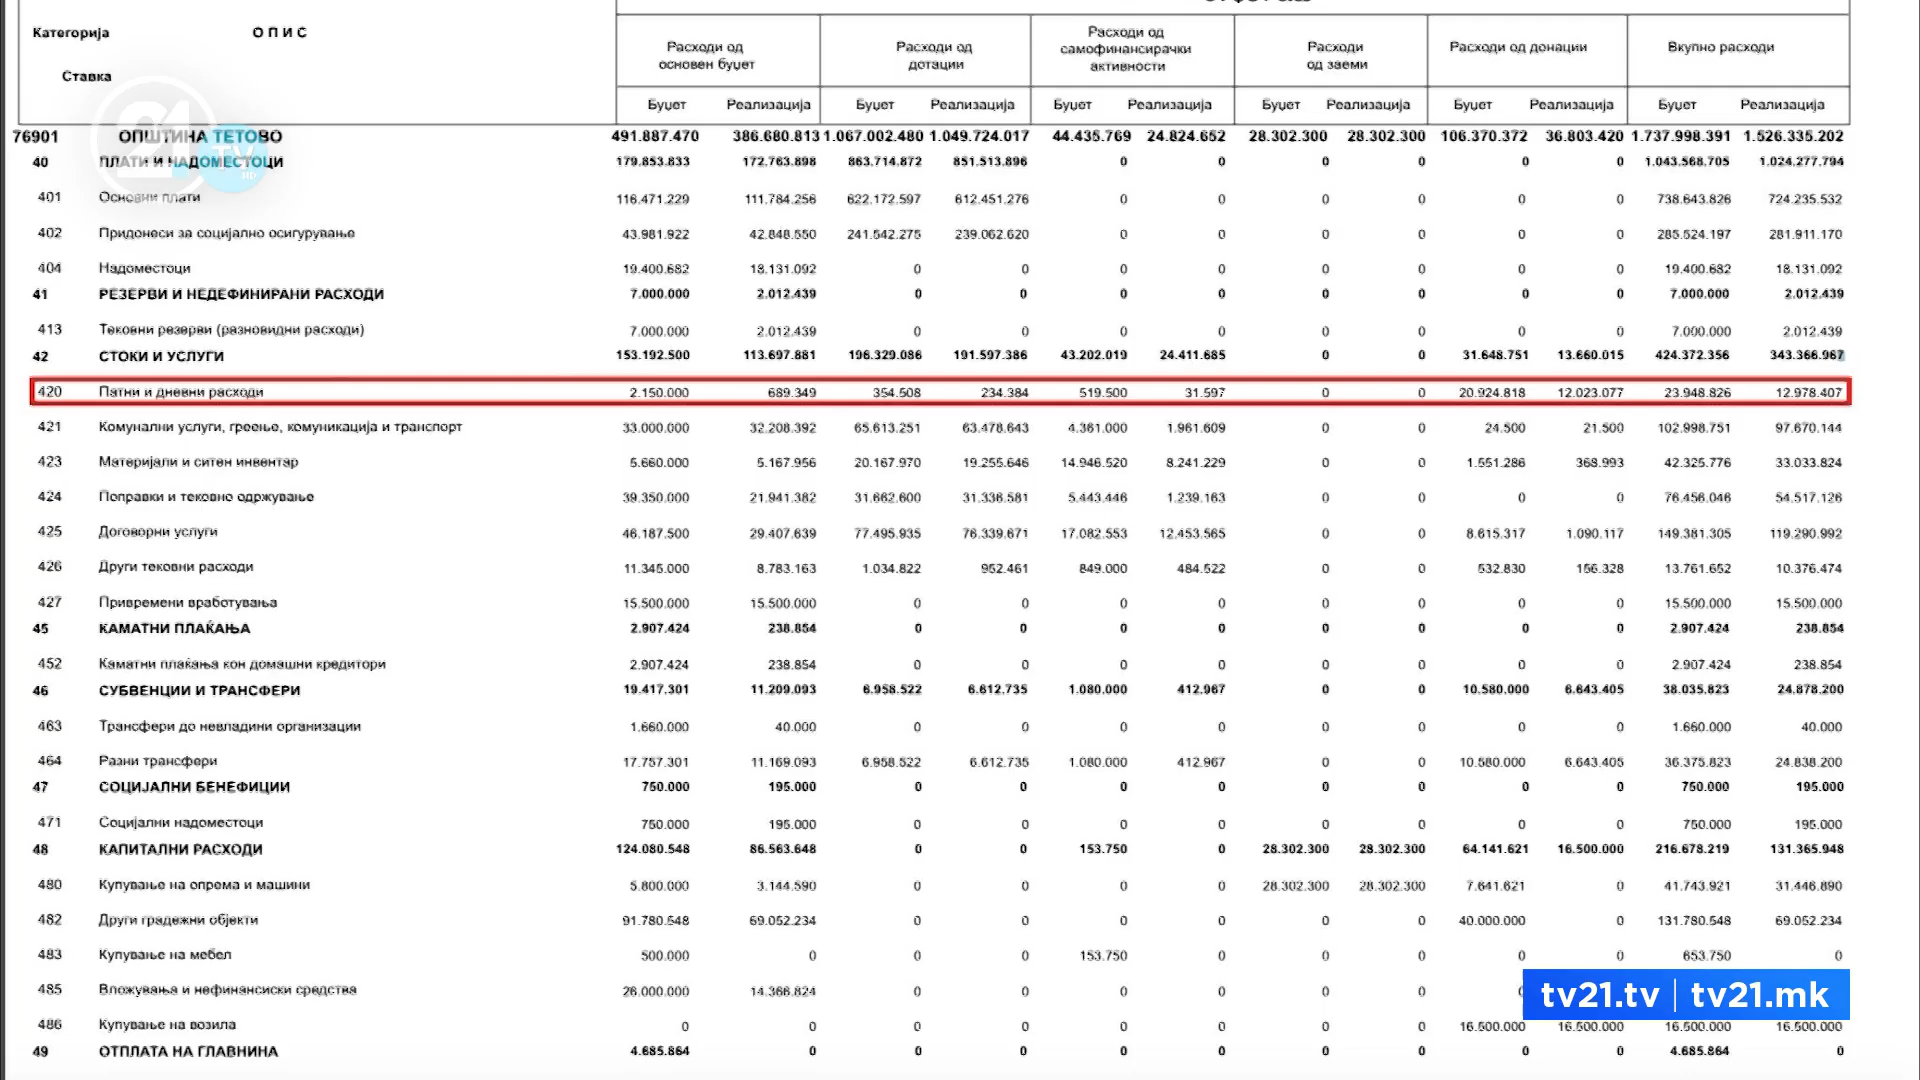 Категорија ОПИС
Ставка
Расходи од основен буџет
Расходи од дотации
Расходи од самофинансирачки активности
Расходи од заеми
Расходи од донации
Вкупно расходи
Буџет Реализација Буџет Реализација Буџет Реализација Буџет Реализација Буџет Реализација Буџет Реализација
76901 ОПШТИНА ТЕТОВО 491.887.470 386.680.813 1.067.002.480 1.049.724.017 44.435.769 24.824.652 28.302.300 28.302.300 106.370.372 36.803.420 1.737.998.391 1.526.335.202
40 ПЛАТИ И НАДОМЕСТОЦИ 179.853.833 172.763.898 863.714.872 851.513.896 0 0 0 0 0 0 1.043.568.705 1.024.277.794
401 Основни плати 116.471.229 111.784.256 622.172.597 612.451.276 0 0 0 0 0 0 738.643.826 724.235.532
402 Придонеси за социјално осигурување 43.981.922 42.848.550 241.542.275 239.062.620 0 0 0 0 0 0 285.524.197 281.911.170
404 Надоместоци 19.400.682 18.131.092 0 0 0 0 0 0 0 0 19.400.682 18.131.092
41 РЕЗЕРВИ И НЕДЕФИНИРАНИ РАСХОДИ 7.000.000 2.012.439 0 0 0 0 0 0 0 0 7.000.000 2.012.439
413 Тековни резерви (разновидни расходи) 7.000.000 2.012.439 0 0 0 0 0 0 0 0 7.000.000 2.012.439
42 СТОКИ И УСЛУГИ 153.192.500 113.697.881 196.329.086 191.597.386 43.202.019 24.411.685 0 0 31.648.751 13.660.015 424.372.356 343.366.967
420 Патни и дневни расходи 2.150.000 689.349 354.508 234.384 519.500 31.597 0 0 20.924.818 12.023.077 23.948.826 12.978.407
421 Комунални услуги, греење, комуникација и транспорт 33.000.000 32.208.392 65.613.251 63.478.643 4.361.000 1.961.609 0 0 24.500 21.500 102.998.751 97.670.144
423 Материјали и ситен инвентар 5.660.000 5.167.956 20.167.970 19.255.646 14.946.520 8.241.229 0 0 1.551.286 368.993 42.325.776 33.033.824
424 Поправки и тековно одржување 39.350.000 21.941.382 31.662.600 31.336.581 5.443.446 1.239.163 0 0 0 0 76.456.046 54.517.126
425 Договорни услуги 46.187.500 29.407.639 77.495.935 76.339.671 17.082.553 12.453.565 0 0 8.615.317 1.090.117 149.381.305 119.290.992
426 Други тековни расходи 11.345.000 8.783.163 1.034.822 952.461 849.000 484.522 0 0 532.830 156.328 13.761.652 10.376.474
427 Привремени вработувања 15.500.000 15.500.000 0 0 0 0 0 0 0 0 15.500.000 15.500.000
45 КАМАТНИ ПЛАЌАЊА 2.907.424 238.854 0 0 0 0 0 0 0 0 2.907.424 238.854
452 Каматни плаќања кон домашни кредитори 2.907.424 238.854 0 0 0 0 0 0 0 0 2.907.424 238.854
46 СУБВЕНЦИИ И ТРАНСФЕРИ 19.417.301 11.209.093 6.958.522 6.612.735 1.080.000 412.967 0 0 10.580.000 6.643.405 38.035.823 24.878.200
463 Трансфери до невладини организации 1.660.000 40.000 0 0 0 0 0 0 0 0 1.660.000 40.000
464 Разни трансфери 17.757.301 11.169.093 6.958.522 6.612.735 1.080.000 412.967 0 0 10.580.000 6.643.405 36.375.823 24.838.200
47 СОЦИЈАЛНИ БЕНЕФИЦИИ 750.000 195.000 0 0 0 0 0 0 0 0 750.000 195.000
471 Социјални надоместоци 750.000 195.000 0 0 0 0 0 0 0 0 750.000 195.000
48 КАПИТАЛНИ РАСХОДИ 124.080.548 86.563.648 0 0 153.750 0 28.302.300 28.302.300 64.141.621 16.500.000 216.678.219 131.365.948
480 Купување на опрема и машини 5.800.000 3.144.590 0 0 0 0 28.302.300 28.302.300 7.641.621 0 41.743.921 31.446.890
482 Други градежни објекти 91.780.548 69.052.234 0 0 0 0 0 0 40.000.000 0 131.780.548 69.052.234
483 Купување на мебел 500.000 0 0 0 153.750 0 0 0 0 0 653.750 0
485 Вложувања и нефинансиски средства 26.000.000 14.366.824 0 0 0 0 0 0
486 Купување на возила 0 0 0 0 0 0 0 0 16.500.000 16.500.000 16.500.000 16.500.000
49 ОТПЛАТА НА ГЛАВНИНА 4.685.864 0 0 0 0 0 0 0 0 0 4.685.864 0
21 TV HD
tv21.tv | tv21.mk